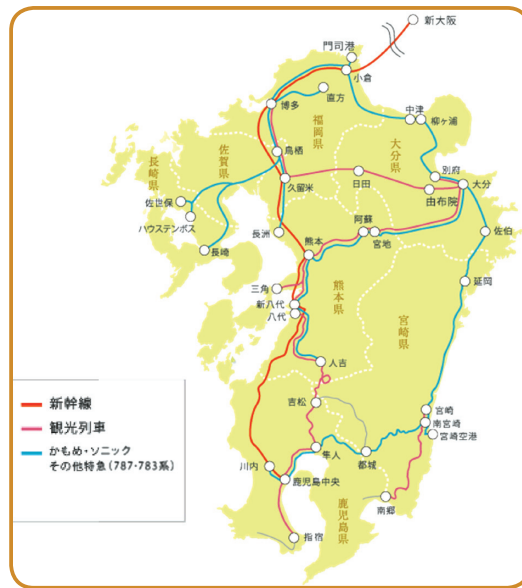 新大阪
門司港
小倉
博多
直方
中津
柳ヶ浦
福岡県
大分県
佐賀県
長崎県
鳥栖
久留米
日田
別府
大分
由布院
佐世保
ハウステンボス
長崎
長洲
熊本
阿蘇
宮地
佐伯
延岡
三角
新八代
八代
熊本県
宮崎県
人吉
吉松
宮崎
南宮崎
宮崎空港
隼人
都城
川内
鹿児島中央
南郷
鹿児島県
指宿
新幹線
観光列車
かもめ・ソニック
その他特急(787・783系)